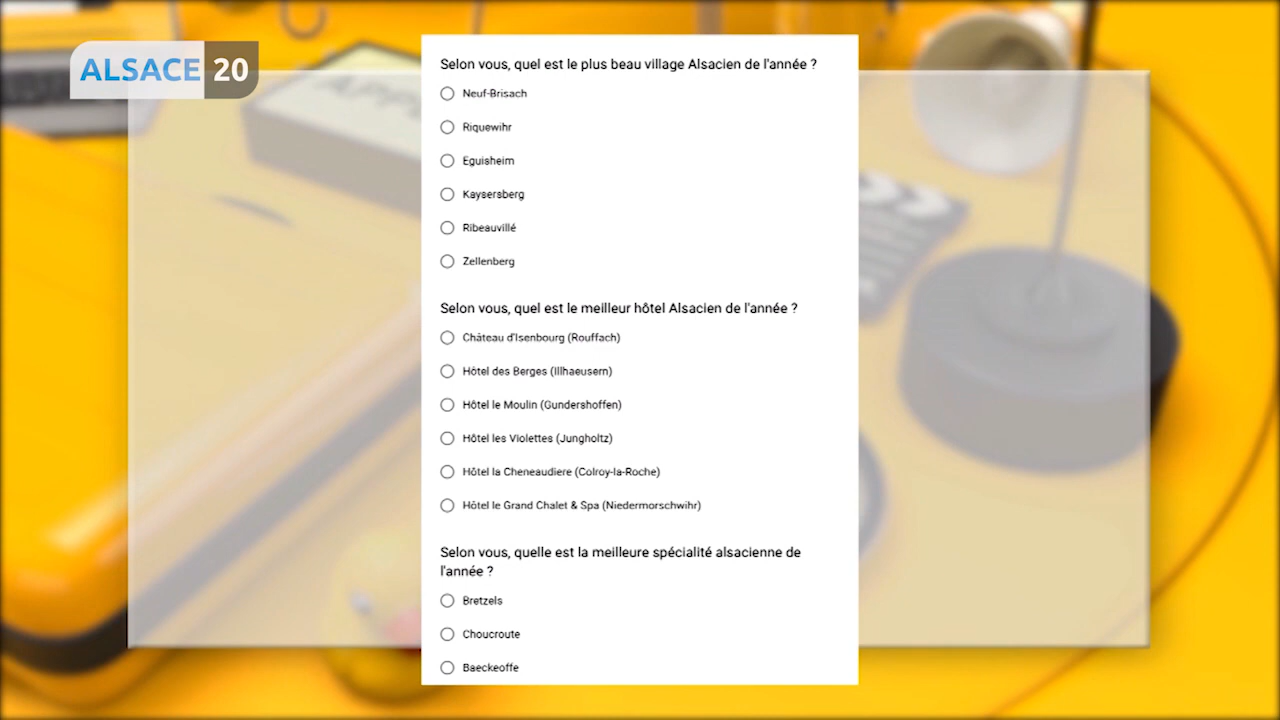 ALSACE 20
Selon vous, quel est le plus beau village Alsacien de l'année ?
Neuf-Brisach
Riquewihr
Eguisheim
Kaysersberg
Ribeauvillé
Zellenberg
Selon vous, quel est le meilleur hôtel Alsacien de l'année ?
Château d'Isenbourg (Rouffach)
Hôtel des Berges (Illhaeusern)
Hôtel le Moulin (Gundershoffen)
Hôtel les Violettes (Jungholtz)
Hôtel la Cheneaudiere (Colroy-la-Roche)
Hôtel le Grand Chalet & Spa (Niedermorschwihr)
Selon vous, quelle est la meilleure spécialité alsacienne de
l'année ?
Bretzels
Choucroute
Baeckeoffe